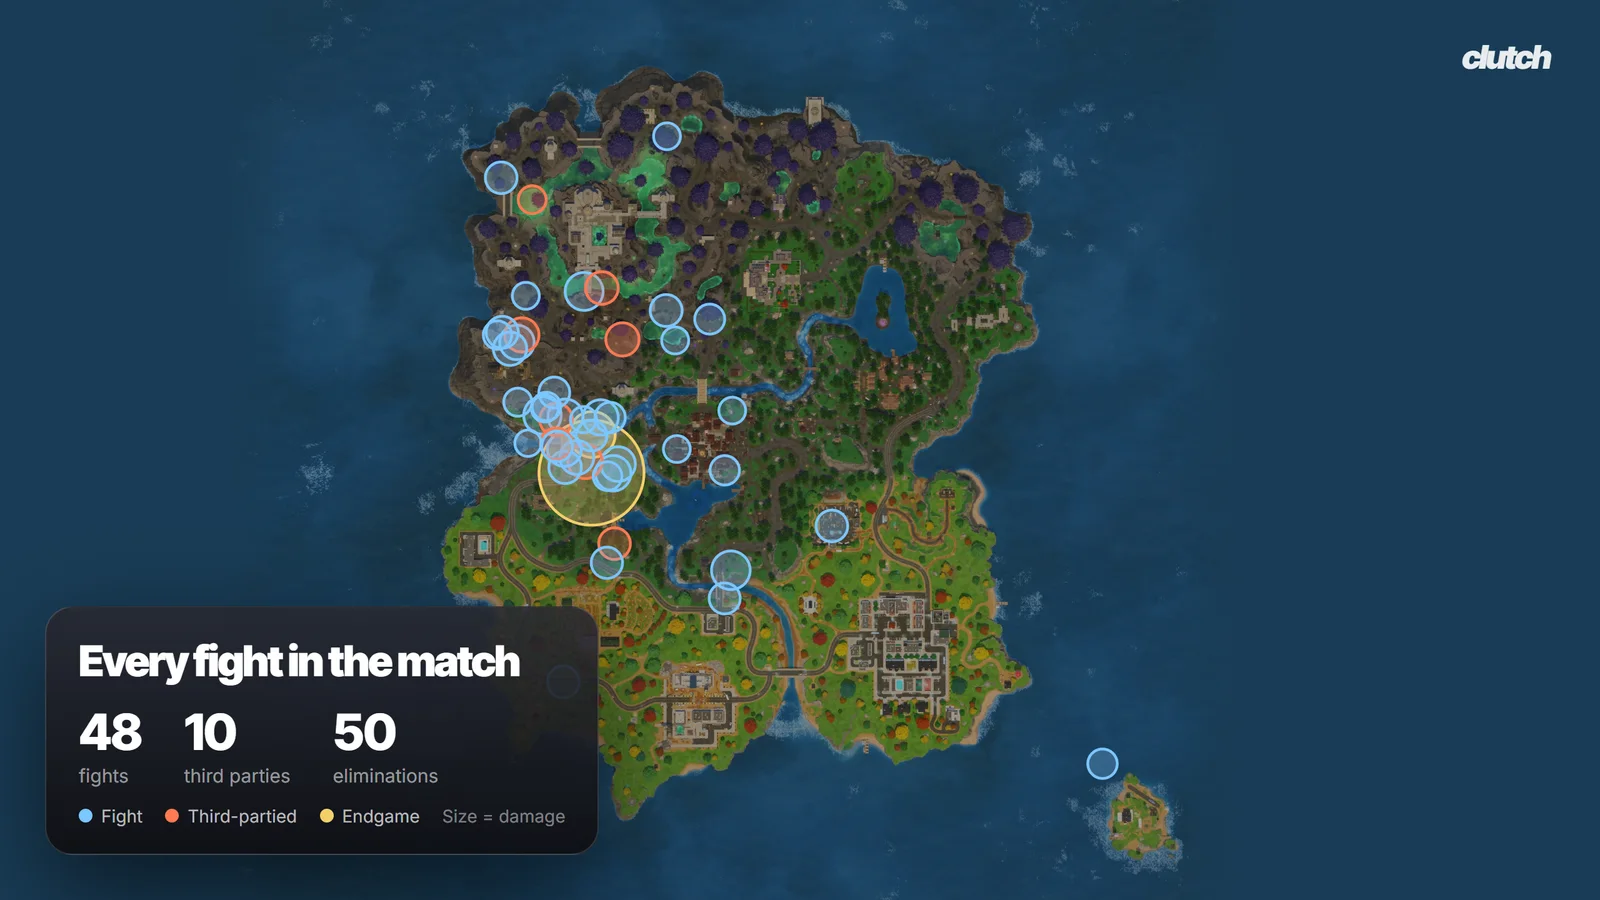 clutch
Every fight in the match
48 10 50
fights third parties eliminations
Fight Third-partied Endgame Size = damage